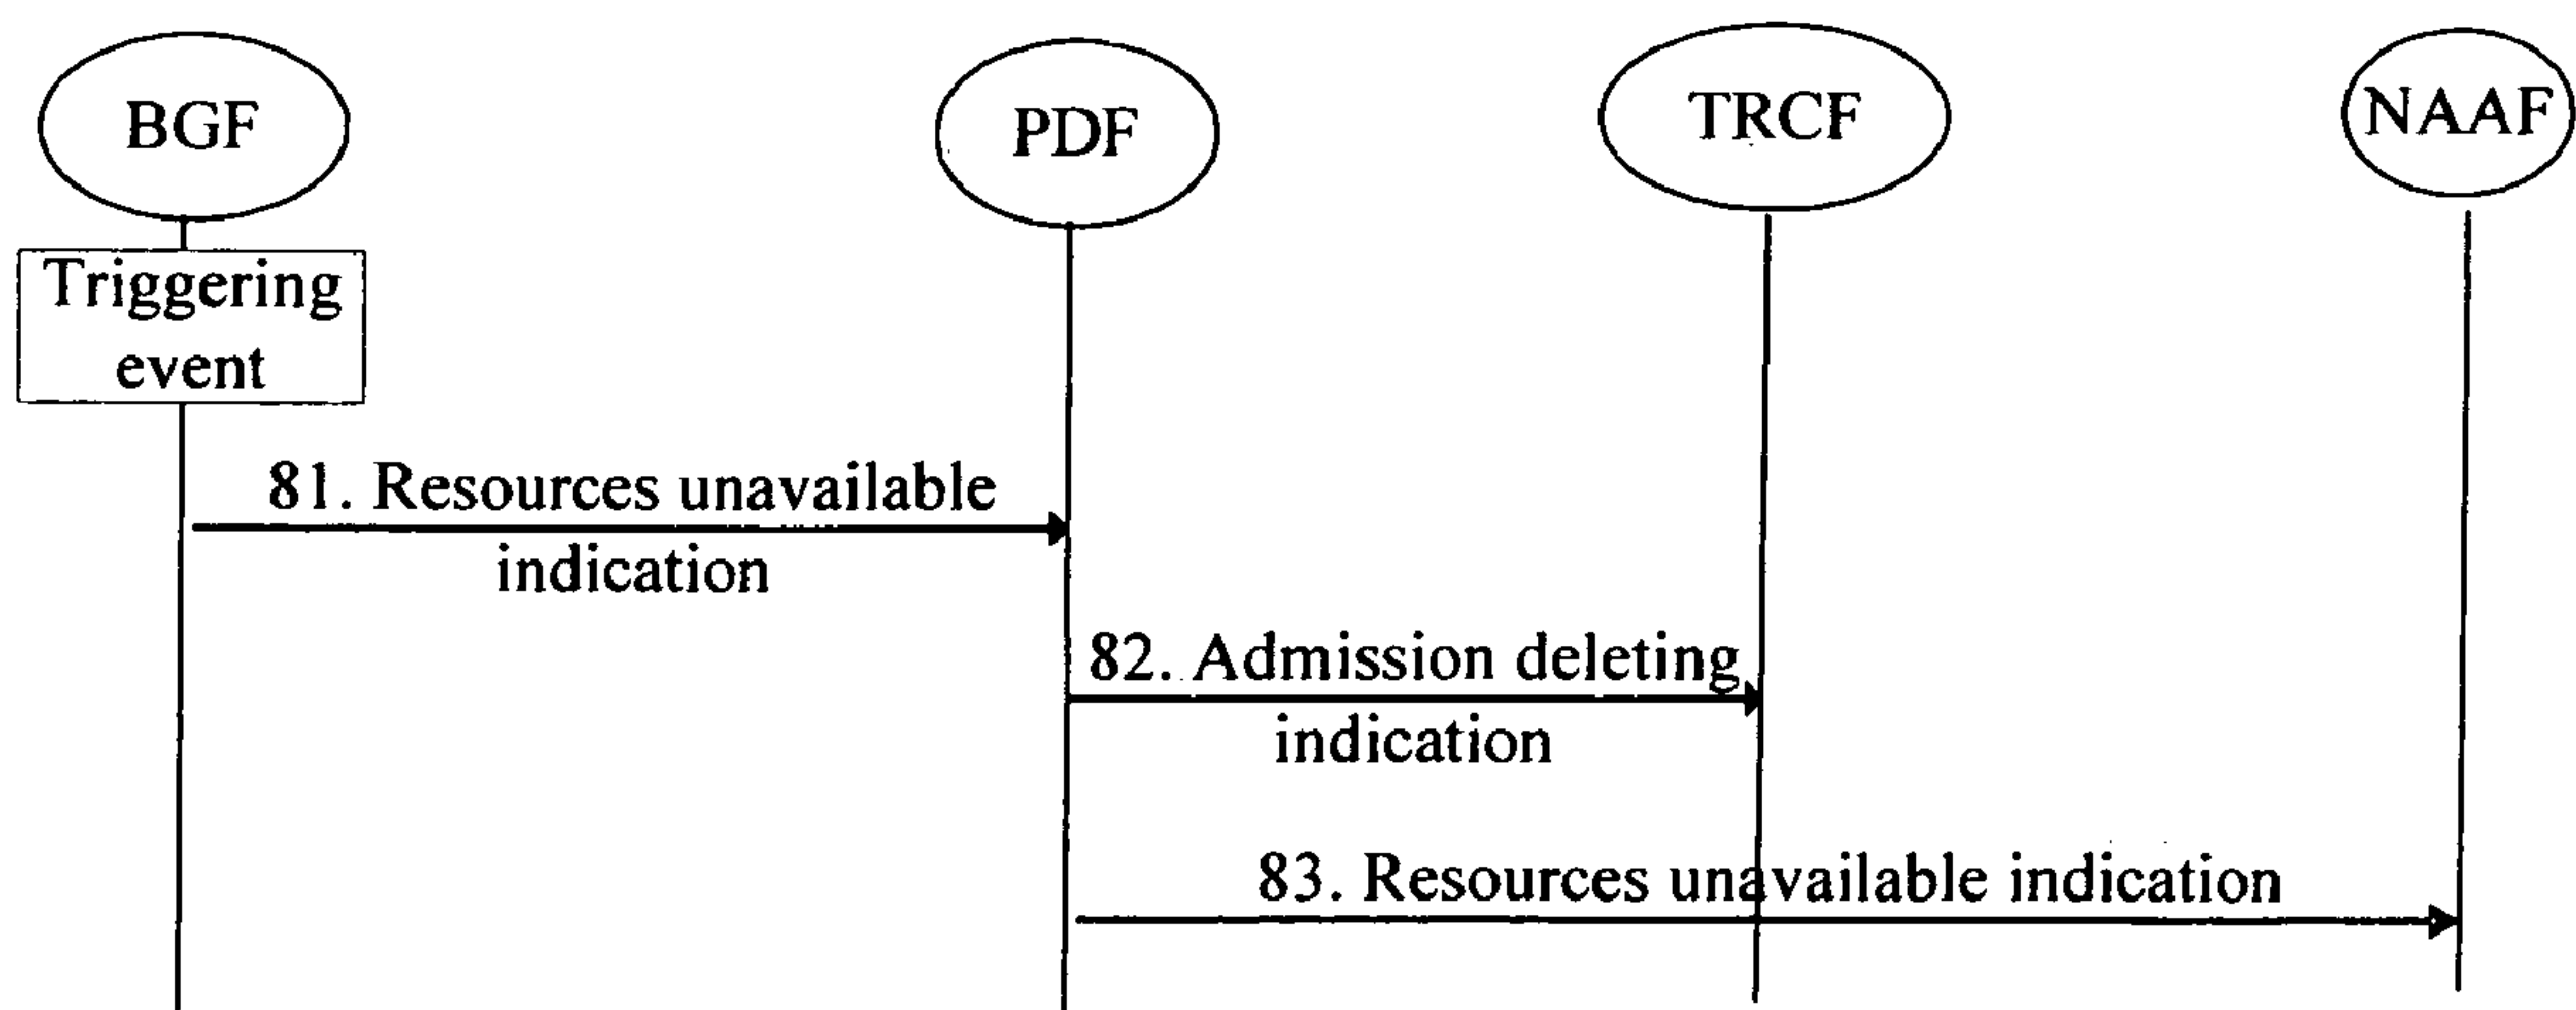 BGF
PDF
TRCF
NAAF
Triggering
event
81. Resources unavailable
indication
82. Admission deleting
indication
83. Resources unavailable indication